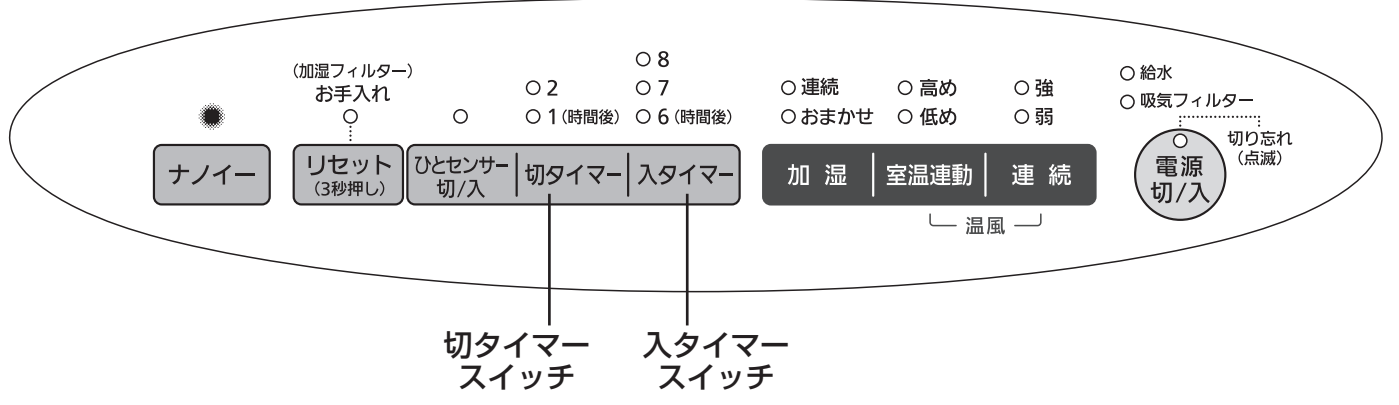 (加湿フィルター)
お手入れ
8
7
6(時間後)
2
1(時間後)
連続
おまかせ
高め
低め
強
弱
給水
吸気フィルター
切り忘れ
(点滅)
ナノイー
リセット
(3秒押し)
ひとセンサー
切/入
切タイマー
入タイマー
加 湿
室温連動
連 続
電源
切/入
温風
切タイマー
スイッチ
入タイマー
スイッチ